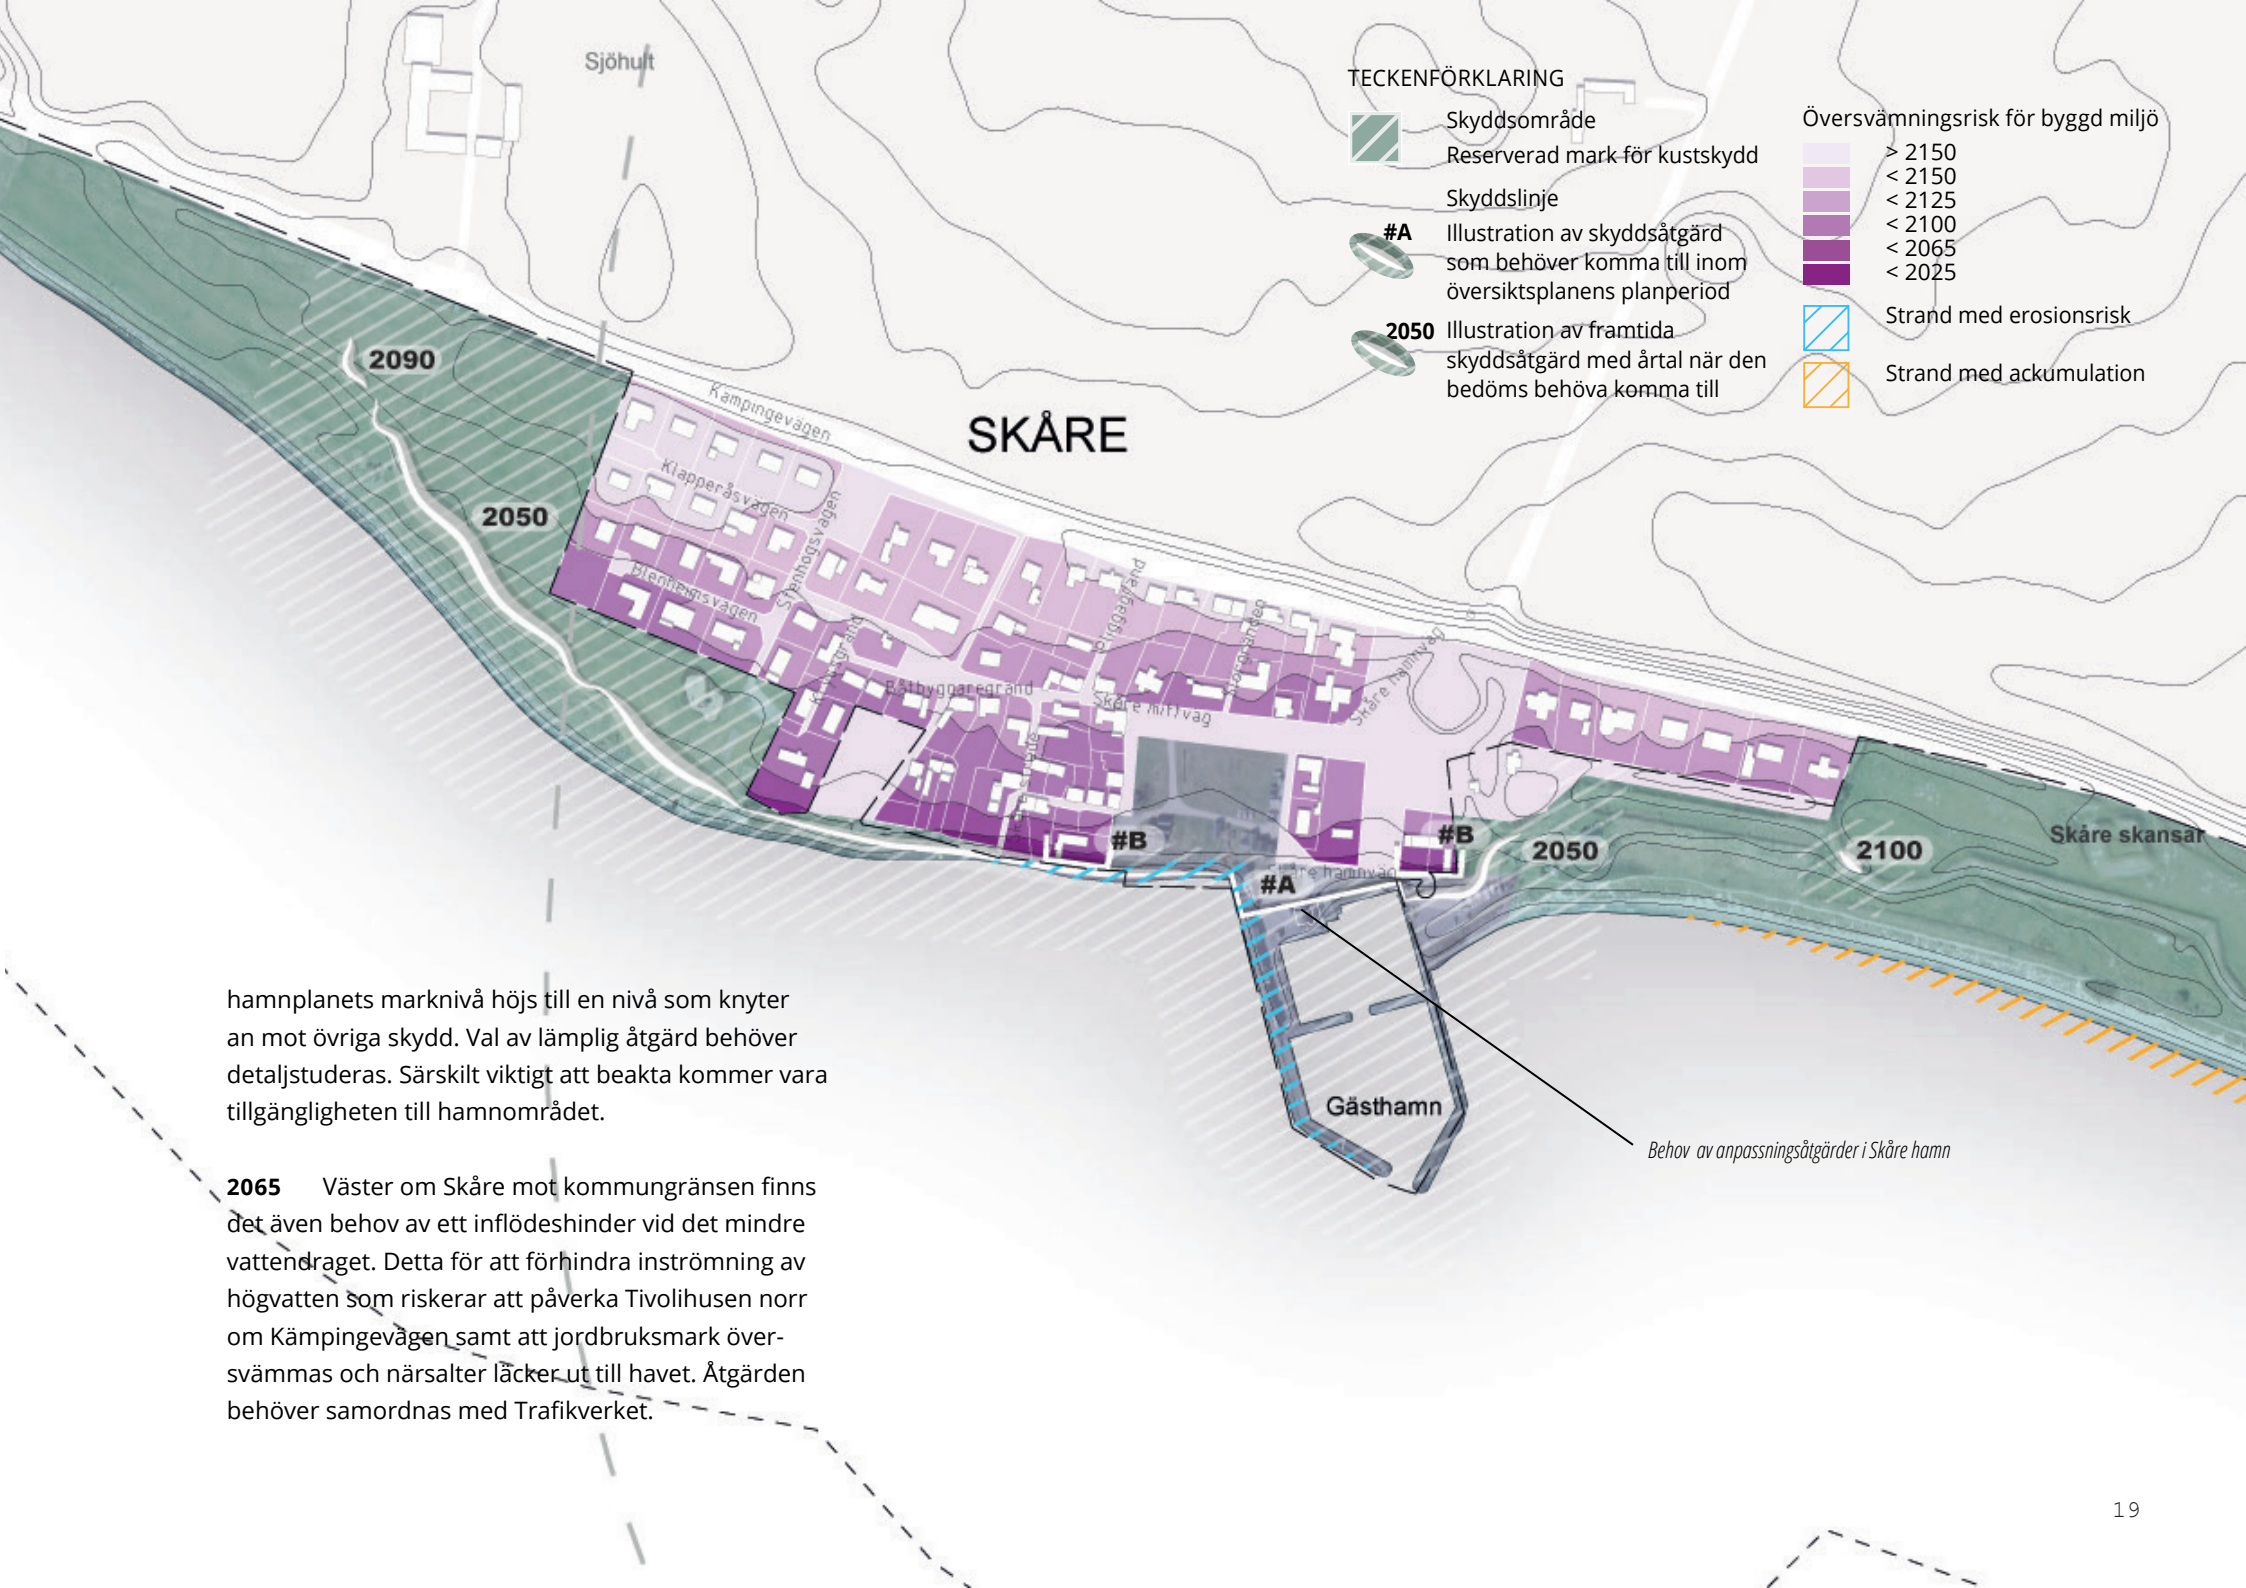 Sjöhult
TECKENFÖRKLARING
Skyddsområde
Reserverad mark för kustskydd
Skyddslinje
#A
Illustration av skyddsåtgärd
som behöver komma till inom
översiktsplanens planperiod
2050
Illustration av framtida
skyddsåtgärd med årtal när den
bedöms behöva komma till
Översvämningsrisk för byggd miljö
> 2150
< 2150
< 2125
< 2100
< 2065
< 2025
Strand med erosionsrisk
Strand med ackumulation
2090
Kämpingevägen
SKÅRE
Klapperåsvägen
2050
Stenhogsvägen
Blenheimsvägen
Båtbyggaregränd
Skåre mittväg
Skåre hamnväg
#B
#B
2050
2100
Skåre skansar
#A
hamnväg
Gästhamn
Behov av anpassningsåtgärder i Skåre hamn
hamnplanets marknivå höjs till en nivå som knyter
an mot övriga skydd. Val av lämplig åtgärd behöver
detaljstuderas. Särskilt viktigt att beakta kommer vara
tillgängligheten till hamnområdet.
2065 Väster om Skåre mot kommungränsen finns
det även behov av ett inflödeshinder vid det mindre
vattendraget. Detta för att förhindra inströmning av
högvatten som riskerar att påverka Tivolihusen norr
om Kämpingevägen samt att jordbruksmark över-
svämmas och närsalter läcker ut till havet. Åtgärden
behöver samordnas med Trafikverket.
19